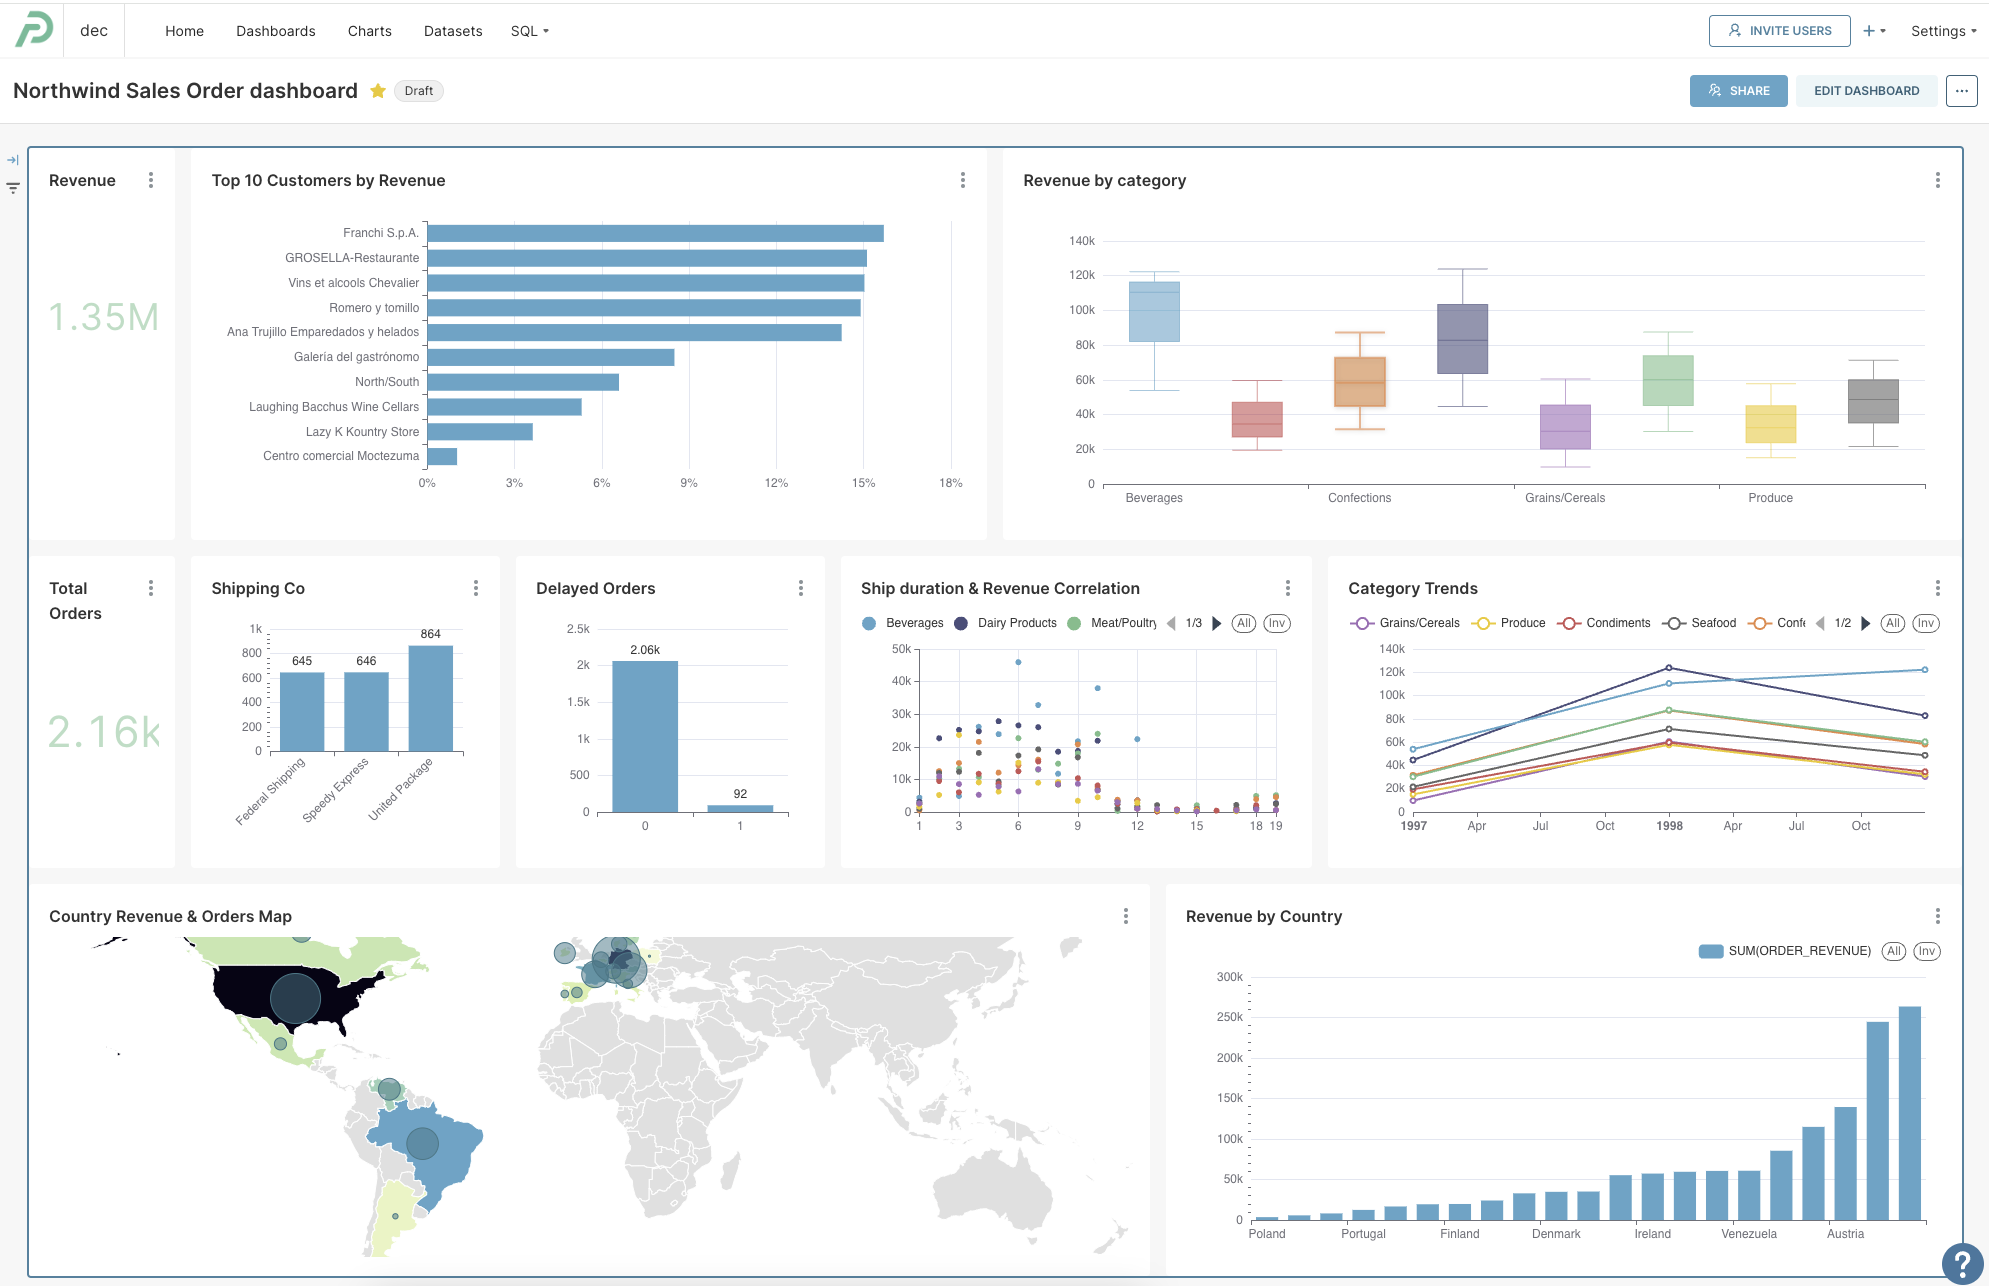 dec
Home
Dashboards
Charts
Datasets
SQL
INVITE USERS
+
Settings
Northwind Sales Order dashboard
Draft
SHARE
EDIT DASHBOARD
...
Revenue
1.35M
Top 10 Customers by Revenue
Franchi S.p.A.
GROSELLA-Restaurante
Vins et alcools Chevalier
Romero y tomillo
Ana Trujillo Emparedados y helados
Galería del gastrónomo
North/South
Laughing Bacchus Wine Cellars
Lazy K Kountry Store
Centro comercial Moctezuma
0% 3% 6% 9% 12% 15% 18%
Revenue by category
140k
120k
100k
80k
60k
40k
20k
0
Beverages Confections Grains/Cereals Produce
Total
Orders
2.16k
Shipping Co
1k
800
600
400
200
0
645 646 864
Federal Shipping Speedy Express United Package
Delayed Orders
2.5k
2k
1.5k
1k
500
0
2.06k 92
0 1
Ship duration & Revenue Correlation
Beverages Dairy Products Meat/Poultry 1/3 All Inv
50k
40k
30k
20k
10k
0
1 3 6 9 12 15 18 19
Category Trends
Grains/Cereals Produce Condiments Seafood Confe 1/2 All Inv
140k
120k
100k
80k
60k
40k
20k
0
1997 Apr Jul Oct 1998 Apr Jul Oct
Country Revenue & Orders Map
Revenue by Country
SUM(ORDER_REVENUE) All Inv
300k
250k
200k
150k
100k
50k
0
Poland Portugal Finland Denmark Ireland Venezuela Austria
?